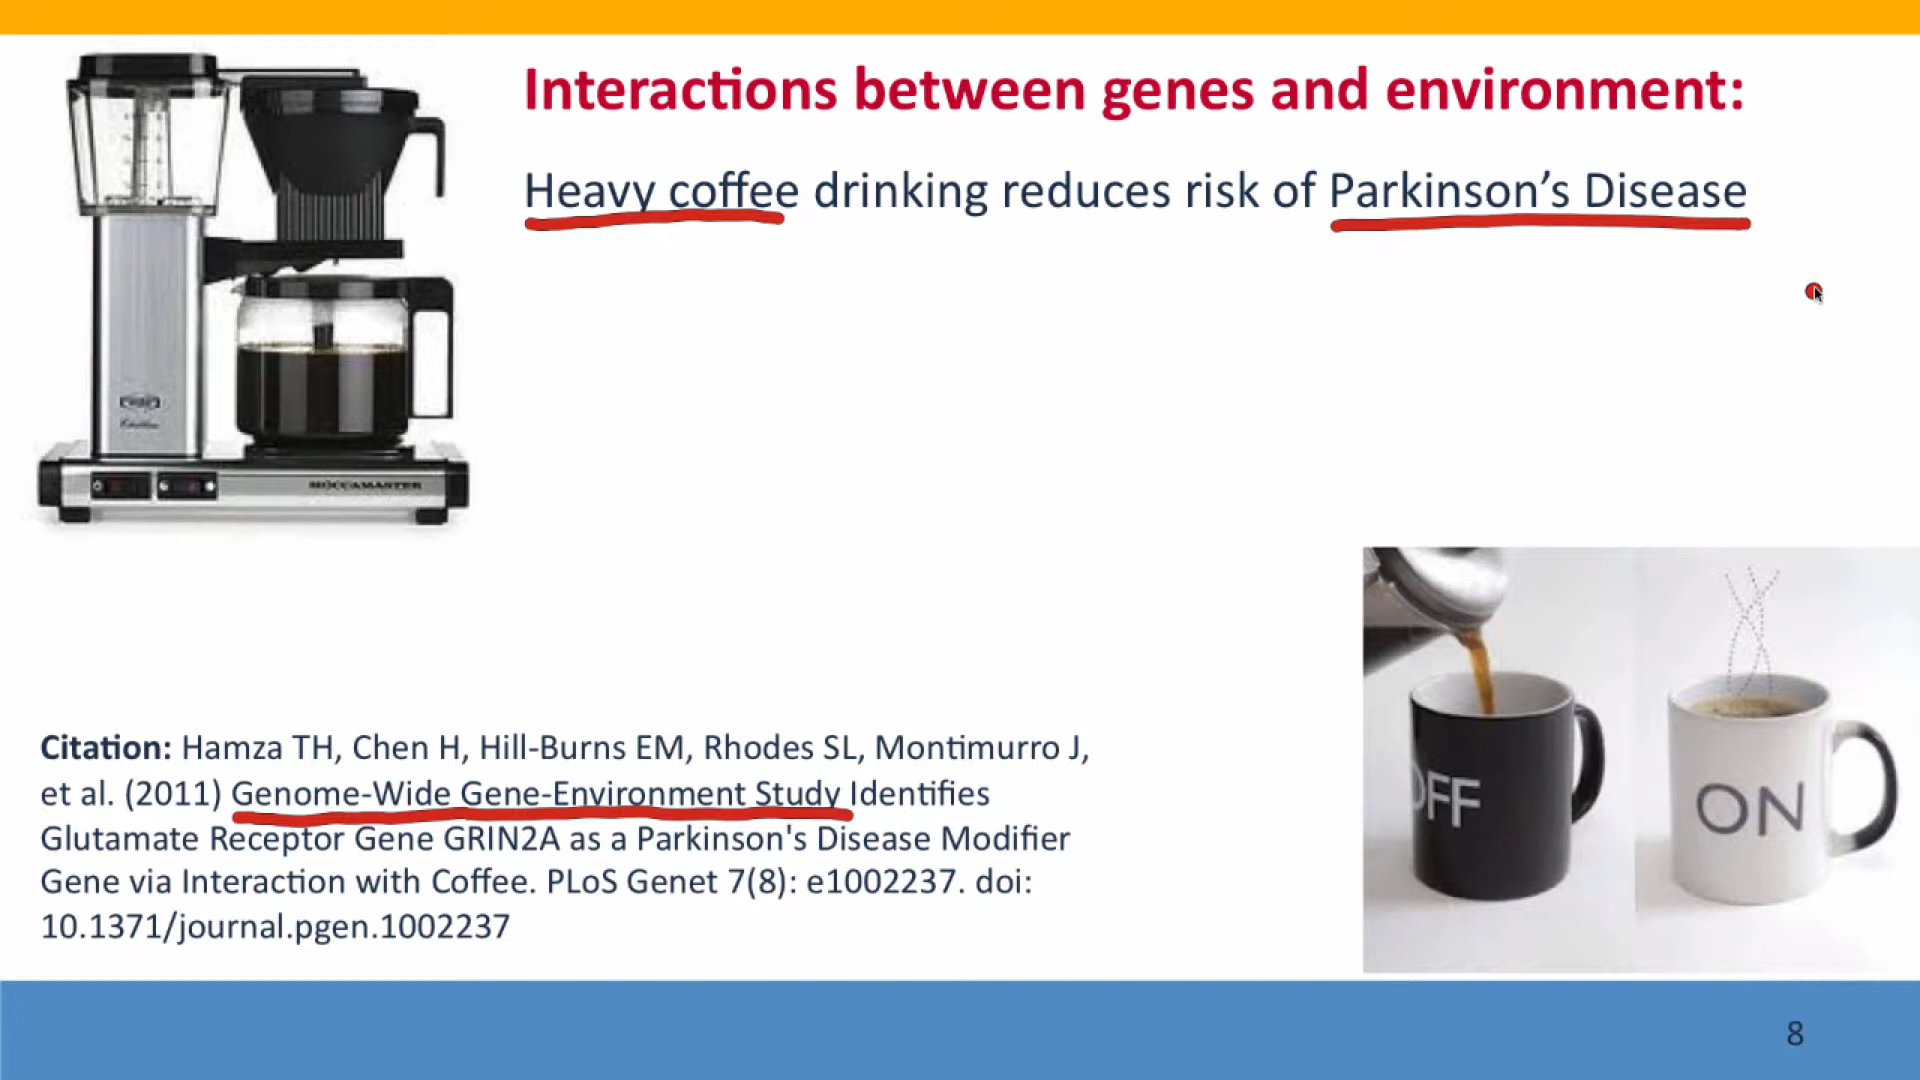 Interactions between genes and environment:
Heavy coffee drinking reduces risk of Parkinson’s Disease
MOCCAMASTER
OFF
ON
Citation: Hamza TH, Chen H, Hill-Burns EM, Rhodes SL, Montimurro J,
et al. (2011) Genome-Wide Gene-Environment Study Identifies
Glutamate Receptor Gene GRIN2A as a Parkinson's Disease Modifier
Gene via Interaction with Coffee. PLoS Genet 7(8): e1002237. doi:
10.1371/journal.pgen.1002237
8